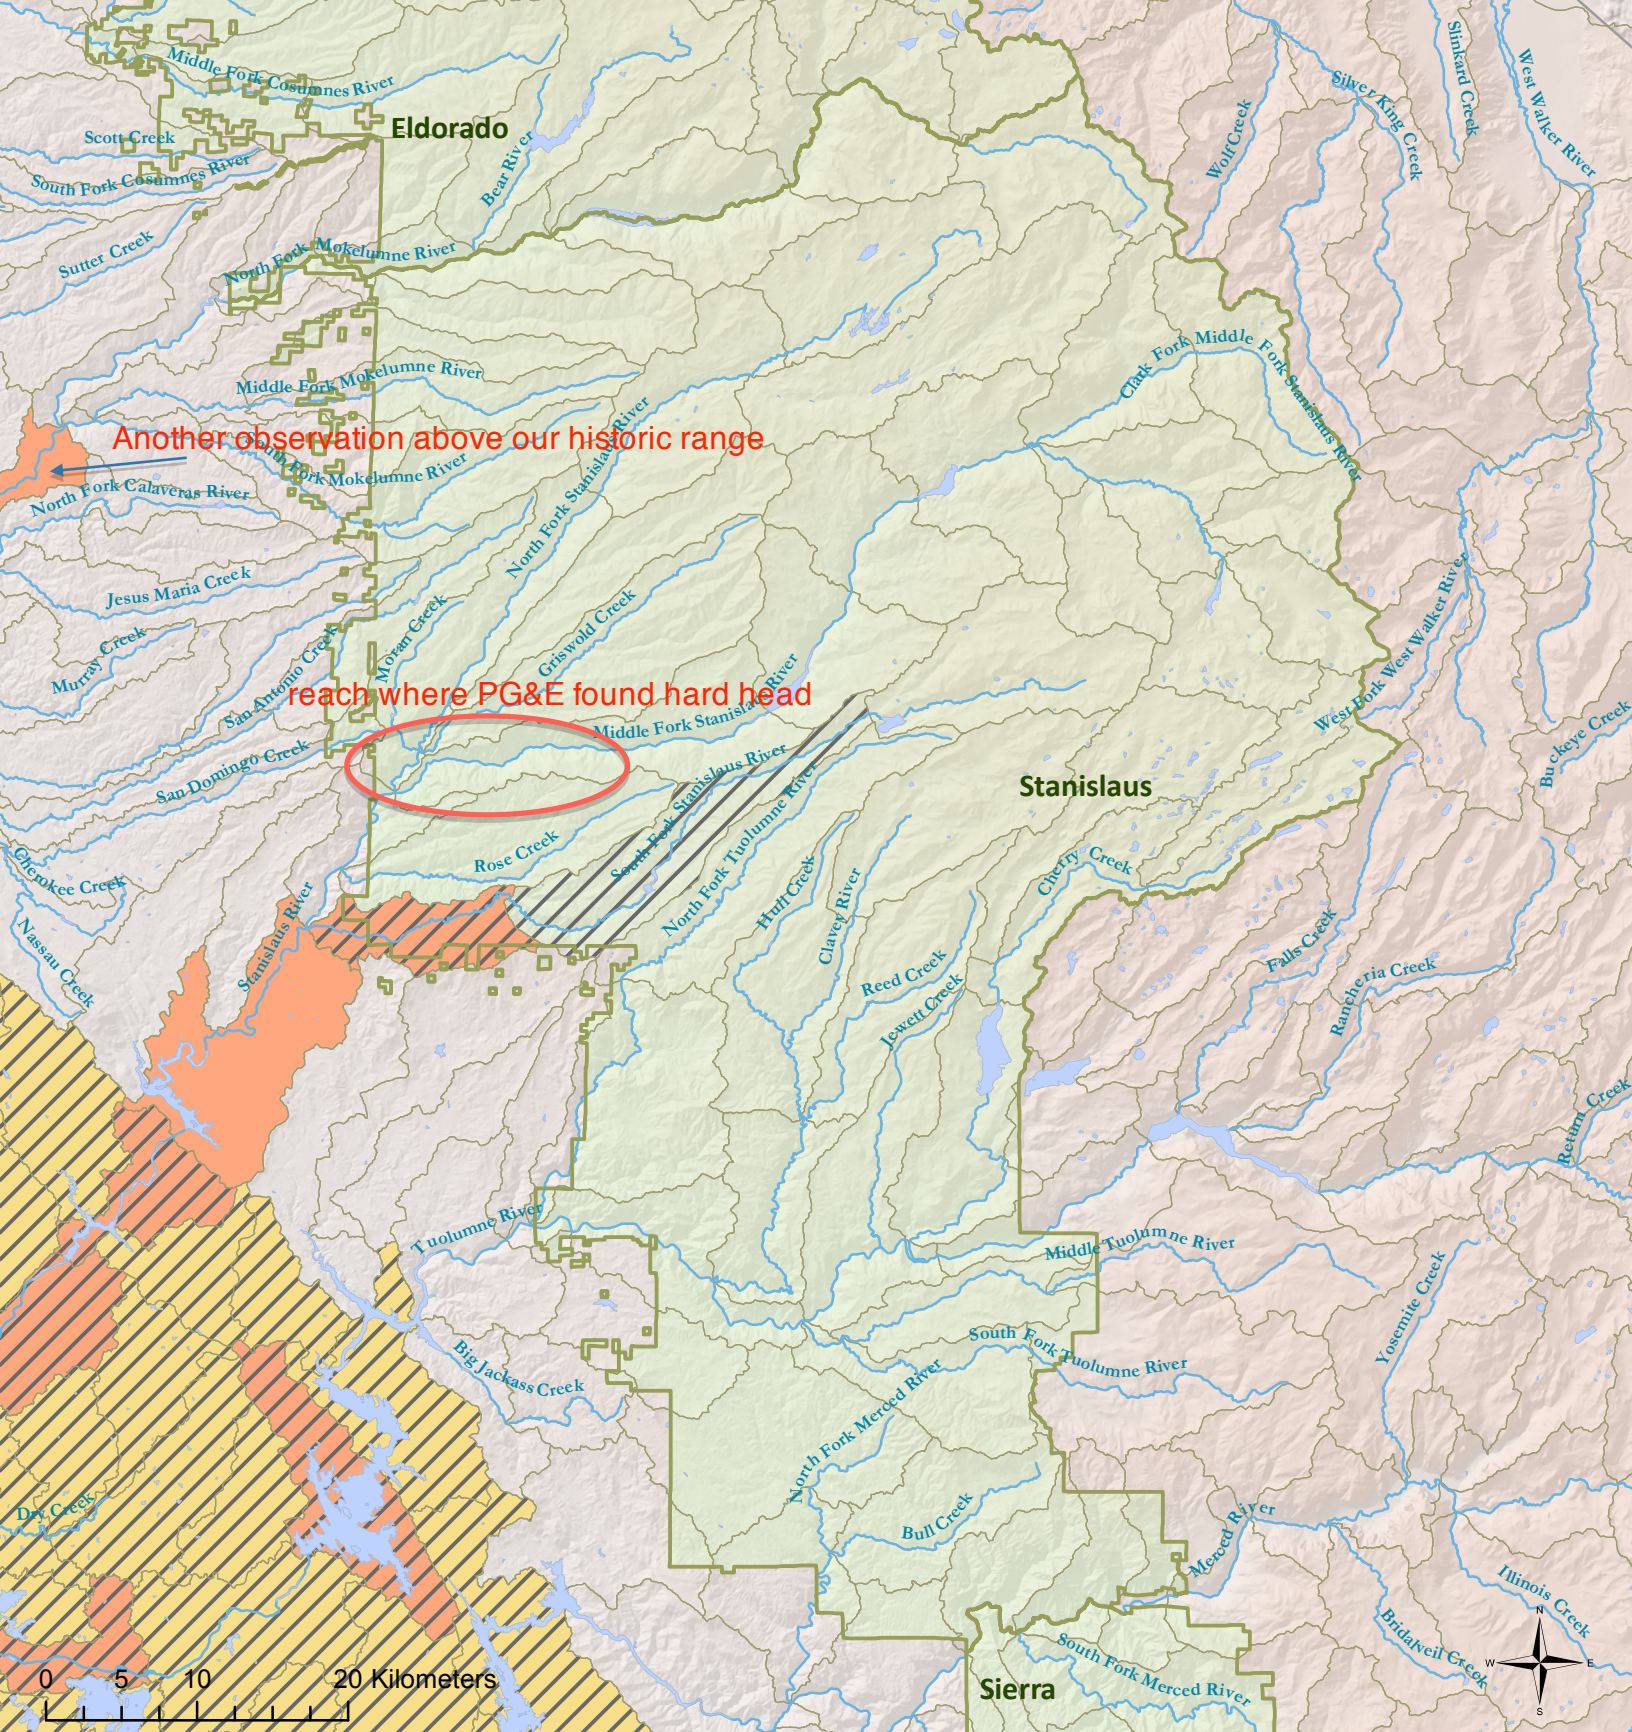 Middle Fork Cosumnes River
Slinkard Creek
West Walker River
Silver King Creek
Eldorado
Scott Creek
Wolf Creek
Bear River
South Fork Cosumnes River
Sutter Creek
North Fork Mokelumne River
Clark Fork Middle Fork Stanislaus River
Middle Fork Mokelumne River
Another observation above our historic range
South Fork Mokelumne River
North Fork Stanislaus River
North Fork Calaveras River
Jesus Maria Creek
Moran Creek
Griswold Creek
Murray Creek
San Antonio Creek
West Fork West Walker River
reach where PG&E found hard head
Middle Fork Stanislaus River
Buckeye Creek
San Domingo Creek
South Fork Stanislaus River
Stanislaus
North Fork Tuolumne River
Rose Creek
Cherry Creek
Cherokee Creek
Hull Creek
Clavey River
Stanislaus River
Nassau Creek
Falls Creek
Reed Creek
Rancheria Creek
Jewett Creek
Return Creek
Tuolumne River
Middle Tuolumne River
Yosemite Creek
South Fork Tuolumne River
Big Jackass Creek
North Fork Merced River
Dry Creek
Bull Creek
Merced River
Illinois Creek
Bridalveil Creek
South Fork Merced River
Sierra
N
W E
S
0 5 10 20 Kilometers